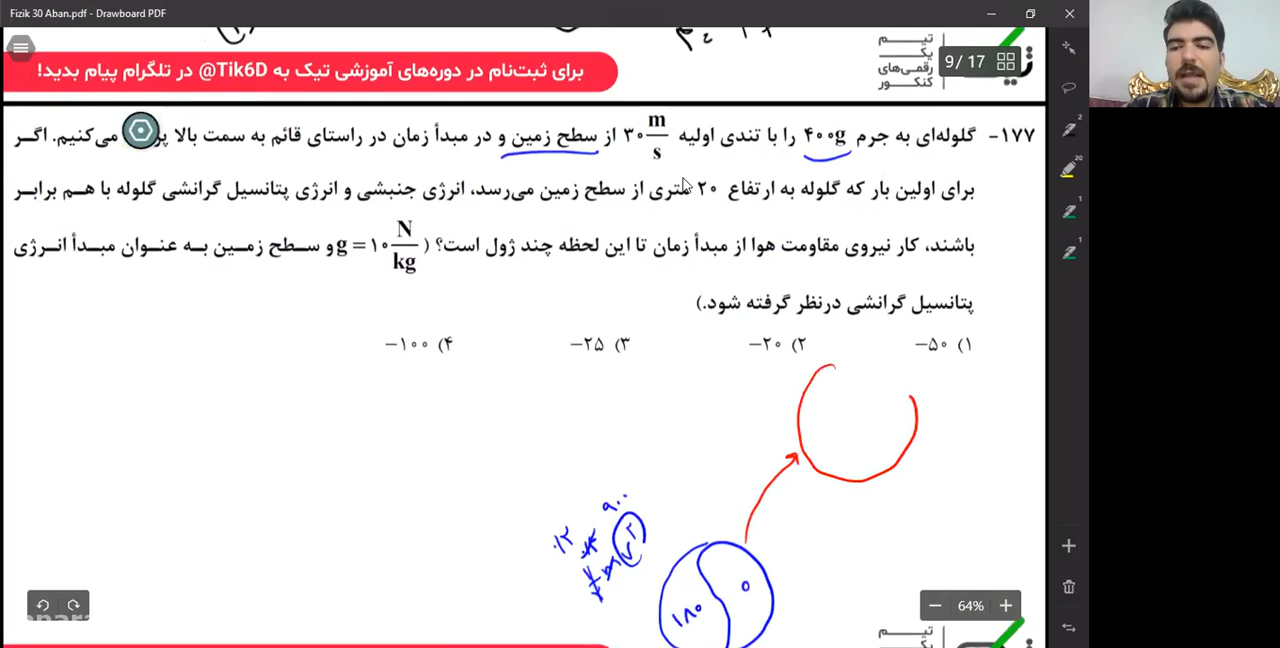 Fizik 30 Aban.pdf - Drawboard PDF
برای ثبت‌نام در دوره‌های آموزشی تیک به @Tik6D در تلگرام پیام بدید!
تیم
یک
رقمی‌های
کنکور
9/ 17
۱۷۷- گلوله‌ای به جرم ۴۰۰g را با تندی اولیه ۳۰ m/s از سطح زمین و در مبدأ زمان در راستای قائم به سمت بالا می‌کنیم. اگر
برای اولین بار که گلوله به ارتفاع ۲۰ متری از سطح زمین می‌رسد، انرژی جنبشی و انرژی پتانسیل گرانشی گلوله با هم برابر
باشند، کار نیروی مقاومت هوا از مبدأ زمان تا این لحظه چند ژول است؟ (g = ۱۰ N/kg و سطح زمین به عنوان مبدأ انرژی
پتانسیل گرانشی درنظر گرفته شود.)
۱) ۵۰− ۲) ۲۰− ۳) ۲۵− ۴) ۱۰۰−
۹۰۰
۱۸۰ ۰
64%
تیم